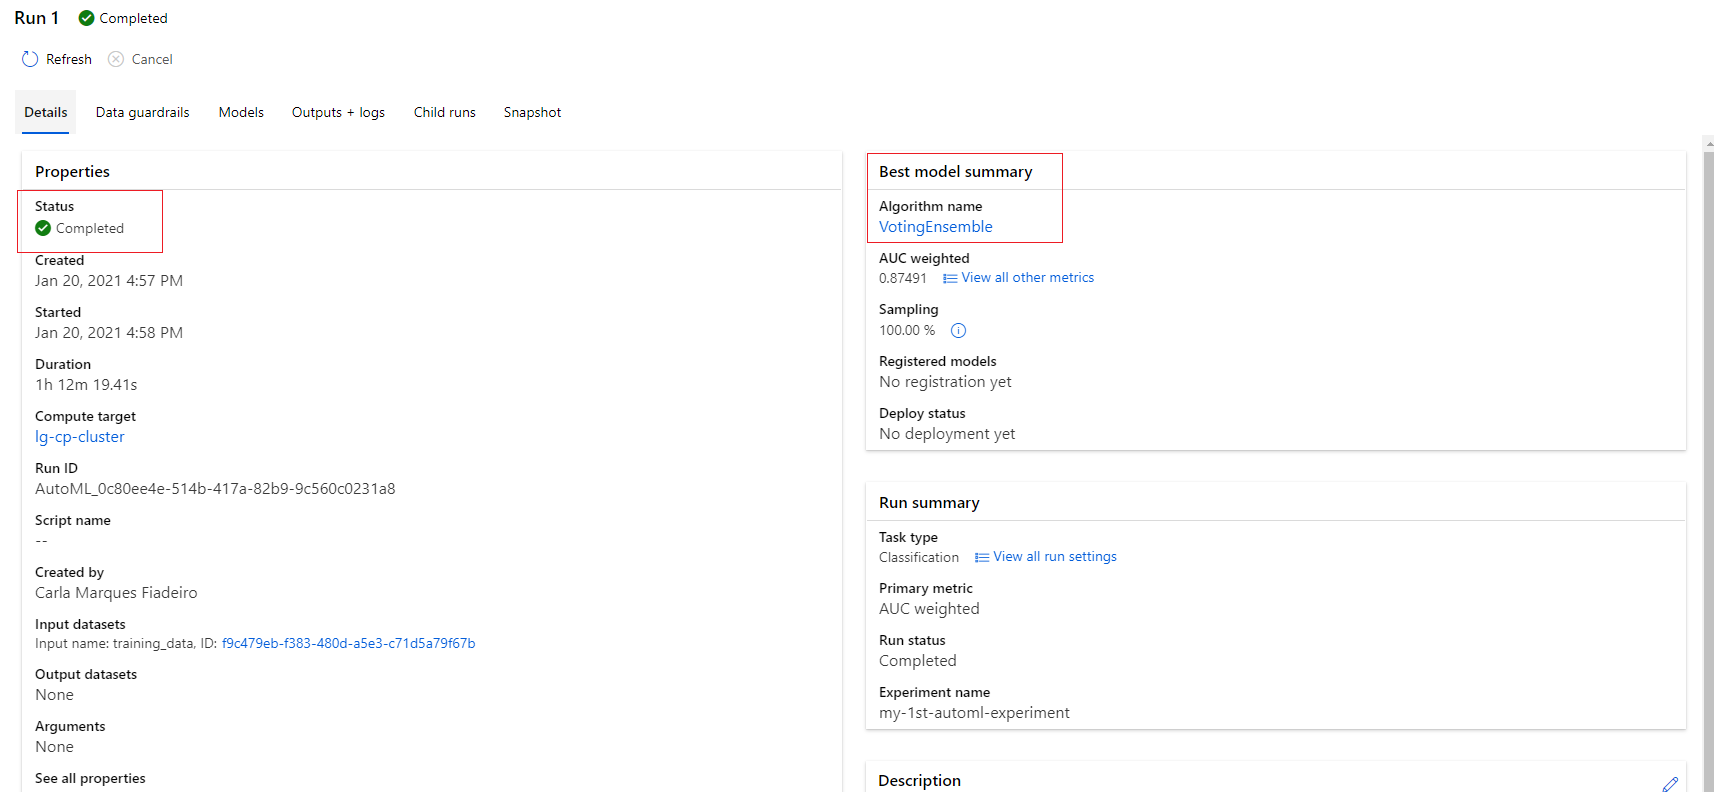 Run 1 Completed
Refresh Cancel
Details Data guardrails Models Outputs + logs Child runs Snapshot
Properties
Status
Completed
Created
Jan 20, 2021 4:57 PM
Started
Jan 20, 2021 4:58 PM
Duration
1h 12m 19.41s
Compute target
lg-cp-cluster
Run ID
AutoML_0c80ee4e-514b-417a-82b9-9c560c0231a8
Script name
--
Created by
Carla Marques Fiadeiro
Input datasets
Input name: training_data, ID: f9c479eb-f383-480d-a5e3-c71d5a79f67b
Output datasets
None
Arguments
None
See all properties
Best model summary
Algorithm name
VotingEnsemble
AUC weighted
0.87491 View all other metrics
Sampling
100.00 %
Registered models
No registration yet
Deploy status
No deployment yet
Run summary
Task type
Classification View all run settings
Primary metric
AUC weighted
Run status
Completed
Experiment name
my-1st-automl-experiment
Description